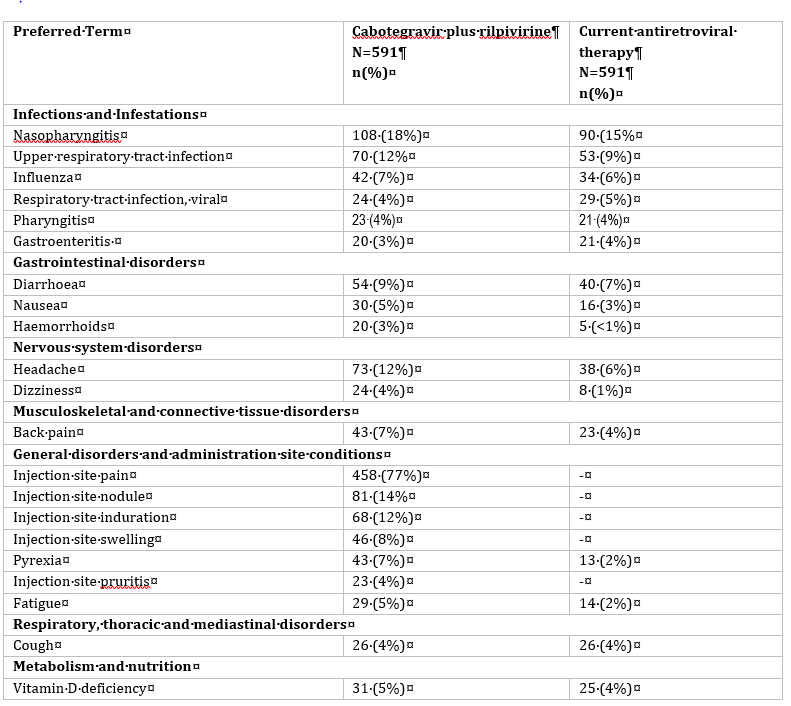 Preferred·Term¤ Cabotegravir·plus·rilpivirine¶ Current·antiretroviral·
N=591¶ therapy¶
n(%)¤ N=591¶
n(%)¤
Infections·and·Infestations¤
Nasopharyngitis¤ 108·(18%)¤ 90·(15%¤
Upper·respiratory·tract·infection¤ 70·(12%¤ 53·(9%)¤
Influenza¤ 42·(7%)¤ 34·(6%)¤
Respiratory·tract·infection,·viral¤ 24·(4%)¤ 29·(5%)¤
Pharyngitis¤ 23·(4%)¤ 21·(4%)¤
Gastroenteritis·¤ 20·(3%)¤ 21·(4%)¤
Gastrointestinal·disorders¤
Diarrhoea¤ 54·(9%)¤ 40·(7%)¤
Nausea¤ 30·(5%)¤ 16·(3%)¤
Haemorrhoids¤ 20·(3%)¤ 5·(<1%)¤
Nervous·system·disorders¤
Headache¤ 73·(12%)¤ 38·(6%)¤
Dizziness¤ 24·(4%)¤ 8·(1%)¤
Musculoskeletal·and·connective·tissue·disorders¤
Back·pain¤ 43·(7%)¤ 23·(4%)¤
General·disorders·and·administration·site·conditions¤
Injection·site·pain¤ 458·(77%)¤ -¤
Injection·site·nodule¤ 81·(14%¤ -¤
Injection·site·induration¤ 68·(12%)¤ -¤
Injection·site·swelling¤ 46·(8%)¤ -¤
Pyrexia¤ 43·(7%)¤ 13·(2%)¤
Injection·site·pruritis¤ 23·(4%)¤ -¤
Fatigue¤ 29·(5%)¤ 14·(2%)¤
Respiratory,·thoracic·and·mediastinal·disorders¤
Cough¤ 26·(4%)¤ 26·(4%)¤
Metabolism·and·nutrition¤
Vitamin·D·deficiency¤ 31·(5%)¤ 25·(4%)¤